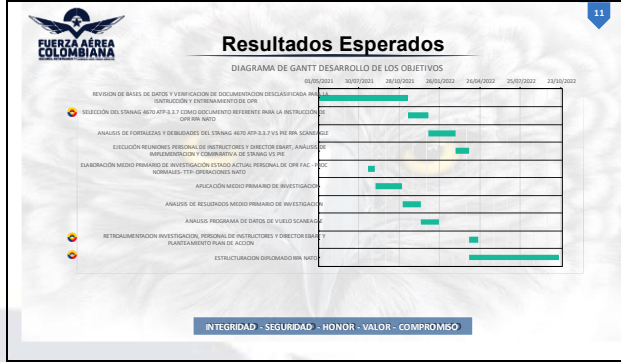 11
FUERZA AÉREA
COLOMBIANA
Resultados Esperados
DIAGRAMA DE GANTT DESARROLLO DE LOS OBJETIVOS
01/05/2021 30/07/2021 28/10/2021 26/01/2022 26/04/2022 25/07/2022 23/10/2022
REVISION DE BASES DE DATOS Y VERIFICACION DE DOCUMENTACION DESCLASIFICADA PARA LA
ISNTRUCCIÓN Y ENTRENAMIENTO DE OPR
SELECCIÓN DEL STANAG 4670 ATP-3.3.7 COMO DOCUMENTO REFERENTE PARA LA INSTRUCCIÓN DE
OPR RPA NATO
ANALISIS DE FORTALEZAS Y DEBILIDADES DEL STANAG 4670 ATP-3.3.7 VS PIE RPA SCANEAGLE
EJECUCIÓN REUNIONES PERSONAL DE INSTRUCTORES Y DIRECTOR EBART, ANÁLISIS DE
IMPLEMENTACION Y COMPARATIVA DE STANAG VS PIE
ELABORACIÓN MEDIO PRIMARIO DE INVESTIGACIÓN ESTADO ACTUAL PERSONAL DE OPR FAC - PROC
NORMALES- TTP- OPERACIONES NATO
APLICACIÓN MEDIO PRIMARIO DE INVESTIGACION
ANALISIS DE RESULTADOS MEDIO PRIMARIO DE INVESTIGACION
ANALISIS PROGRAMA DE DATOS DE VUELO SCANEAGLE
RETROALIMENTACION INVESTIGACION, PERSONAL DE INSTRUCTORES Y DIRECTOR EBART Y
PLANTEAMIENTO PLAN DE ACCION
ESTRUCTURACION DIPLOMADO RPA NATO
INTEGRIDAD - SEGURIDAD - HONOR - VALOR - COMPROMISO